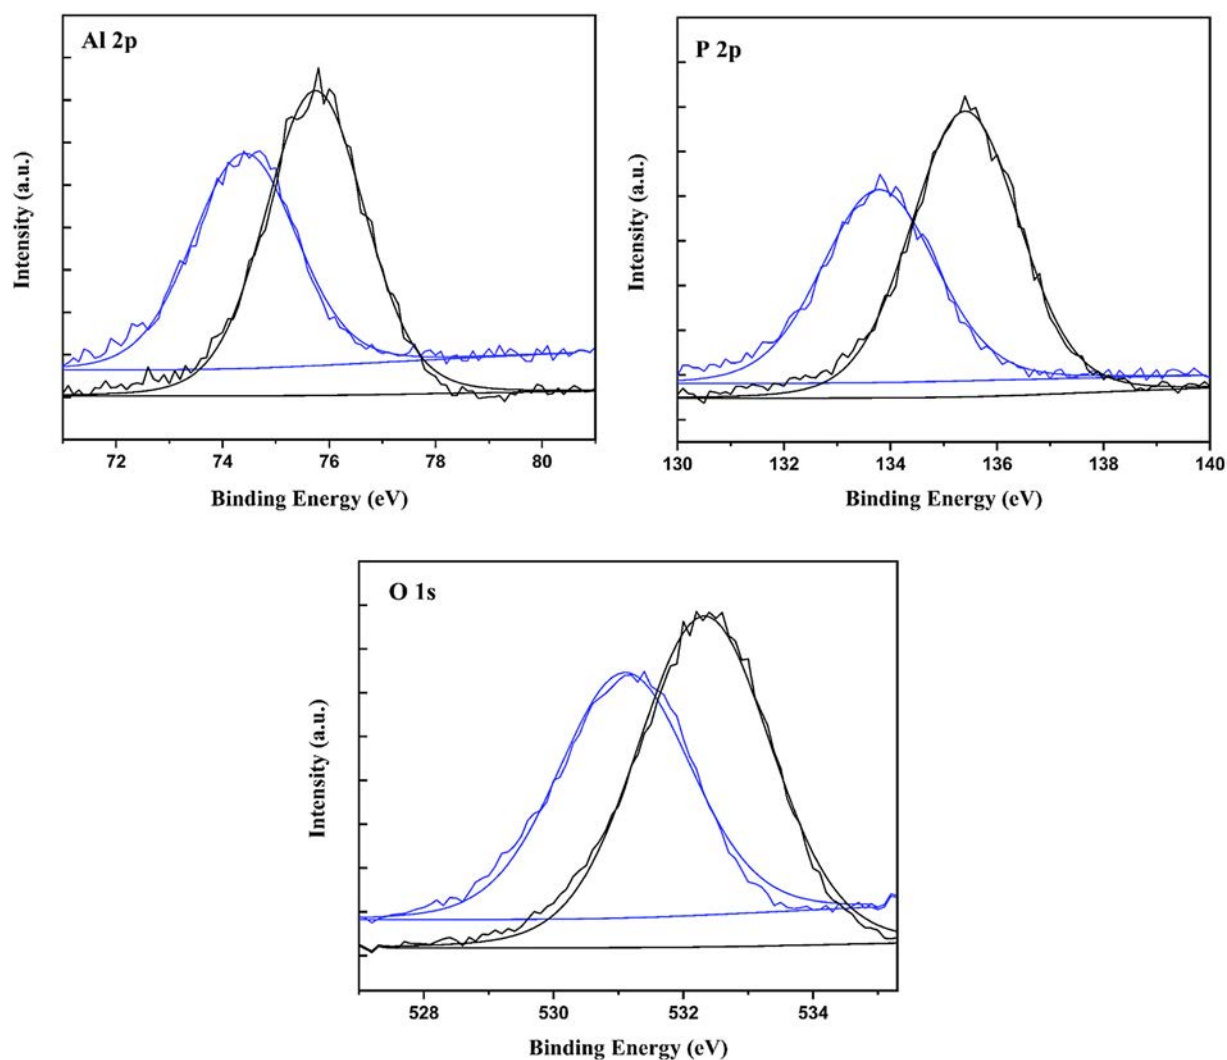 Al 2p
Intensity (a.u.)
72 74 76 78 80
Binding Energy (eV)
P 2p
Intensity (a.u.)
130 132 134 136 138 140
Binding Energy (eV)
O 1s
Intensity (a.u.)
528 530 532 534
Binding Energy (eV)